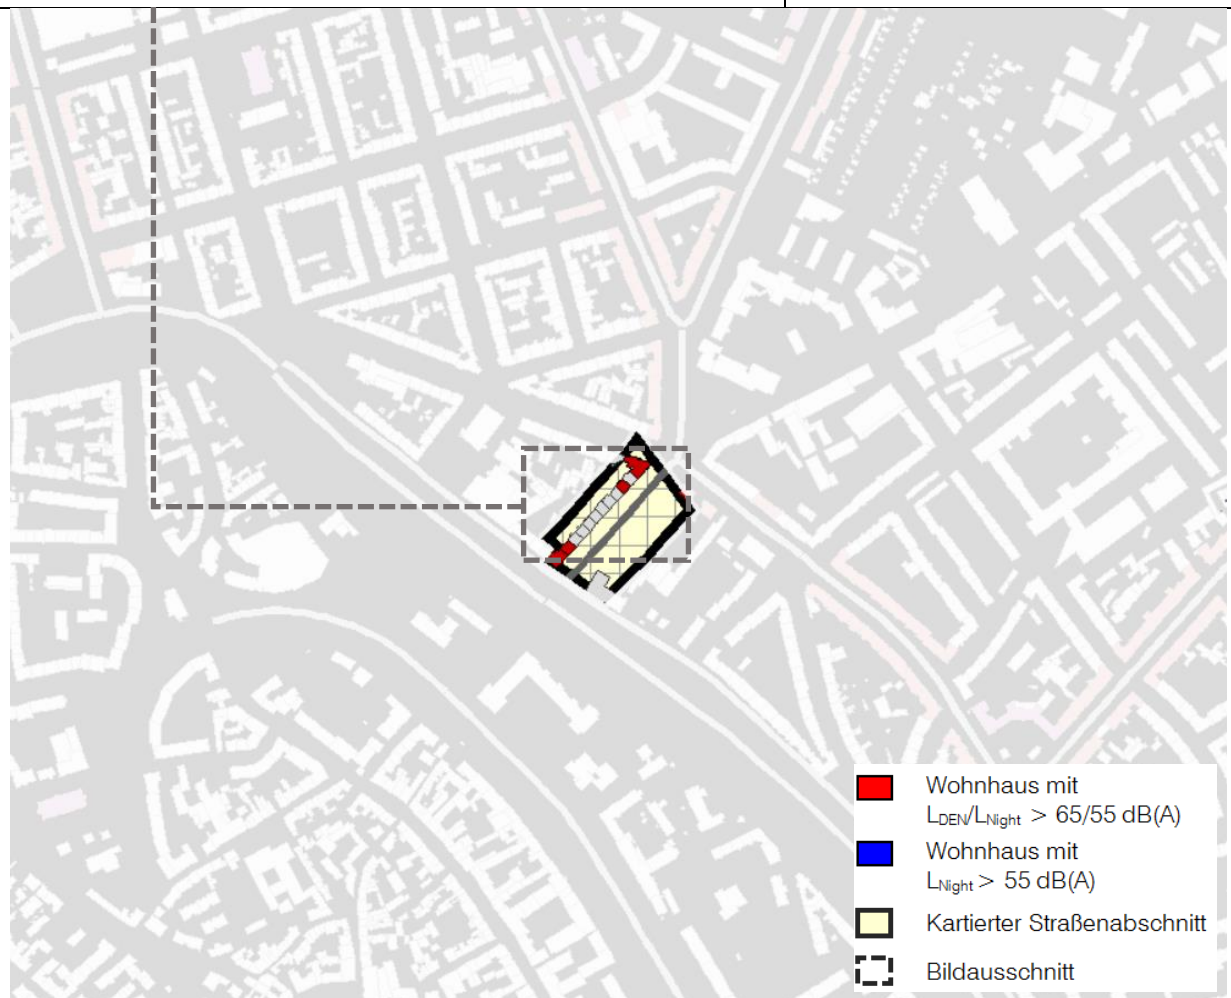 Wohnhaus mit
LDEN/LNight > 65/55 dB(A)
Wohnhaus mit
LNight > 55 dB(A)
Kartierter Straßenabschnitt
Bildausschnitt